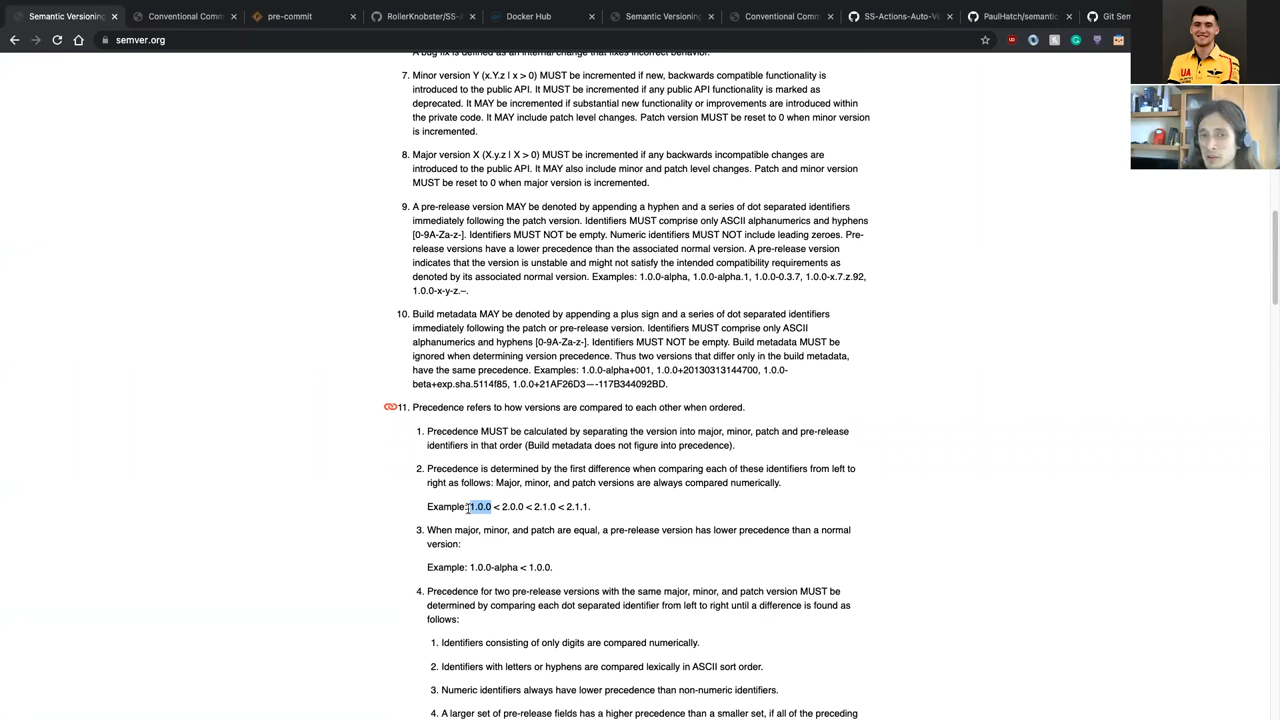 Semantic Versioning
Conventional Comm
pre-commit
RollerKnobster/SS-A
Docker Hub
Semantic Versioning
Conventional Comm
SS-Actions-Auto-Ve
PaulHatch/semantic
Git Sem
semver.org
A bug fix is defined as an internal change that fixes incorrect behavior.
7. Minor version Y (x.Y.z | x > 0) MUST be incremented if new, backwards compatible functionality is
introduced to the public API. It MUST be incremented if any public API functionality is marked as
deprecated. It MAY be incremented if substantial new functionality or improvements are introduced within
the private code. It MAY include patch level changes. Patch version MUST be reset to 0 when minor version
is incremented.
8. Major version X (X.y.z | X > 0) MUST be incremented if any backwards incompatible changes are
introduced to the public API. It MAY also include minor and patch level changes. Patch and minor version
MUST be reset to 0 when major version is incremented.
9. A pre-release version MAY be denoted by appending a hyphen and a series of dot separated identifiers
immediately following the patch version. Identifiers MUST comprise only ASCII alphanumerics and hyphens
[0-9A-Za-z-]. Identifiers MUST NOT be empty. Numeric identifiers MUST NOT include leading zeroes. Pre-
release versions have a lower precedence than the associated normal version. A pre-release version
indicates that the version is unstable and might not satisfy the intended compatibility requirements as
denoted by its associated normal version. Examples: 1.0.0-alpha, 1.0.0-alpha.1, 1.0.0-0.3.7, 1.0.0-x.7.z.92,
1.0.0-x-y-z.–.
10. Build metadata MAY be denoted by appending a plus sign and a series of dot separated identifiers
immediately following the patch or pre-release version. Identifiers MUST comprise only ASCII
alphanumerics and hyphens [0-9A-Za-z-]. Identifiers MUST NOT be empty. Build metadata MUST be
ignored when determining version precedence. Thus two versions that differ only in the build metadata,
have the same precedence. Examples: 1.0.0-alpha+001, 1.0.0+20130313144700, 1.0.0-
beta+exp.sha.5114f85, 1.0.0+21AF26D3—-117B344092BD.
11. Precedence refers to how versions are compared to each other when ordered.
1. Precedence MUST be calculated by separating the version into major, minor, patch and pre-release
identifiers in that order (Build metadata does not figure into precedence).
2. Precedence is determined by the first difference when comparing each of these identifiers from left to
right as follows: Major, minor, and patch versions are always compared numerically.
Example: 1.0.0 < 2.0.0 < 2.1.0 < 2.1.1.
3. When major, minor, and patch are equal, a pre-release version has lower precedence than a normal
version:
Example: 1.0.0-alpha < 1.0.0.
4. Precedence for two pre-release versions with the same major, minor, and patch version MUST be
determined by comparing each dot separated identifier from left to right until a difference is found as
follows:
1. Identifiers consisting of only digits are compared numerically.
2. Identifiers with letters or hyphens are compared lexically in ASCII sort order.
3. Numeric identifiers always have lower precedence than non-numeric identifiers.
4. A larger set of pre-release fields has a higher precedence than a smaller set, if all of the preceding
UA